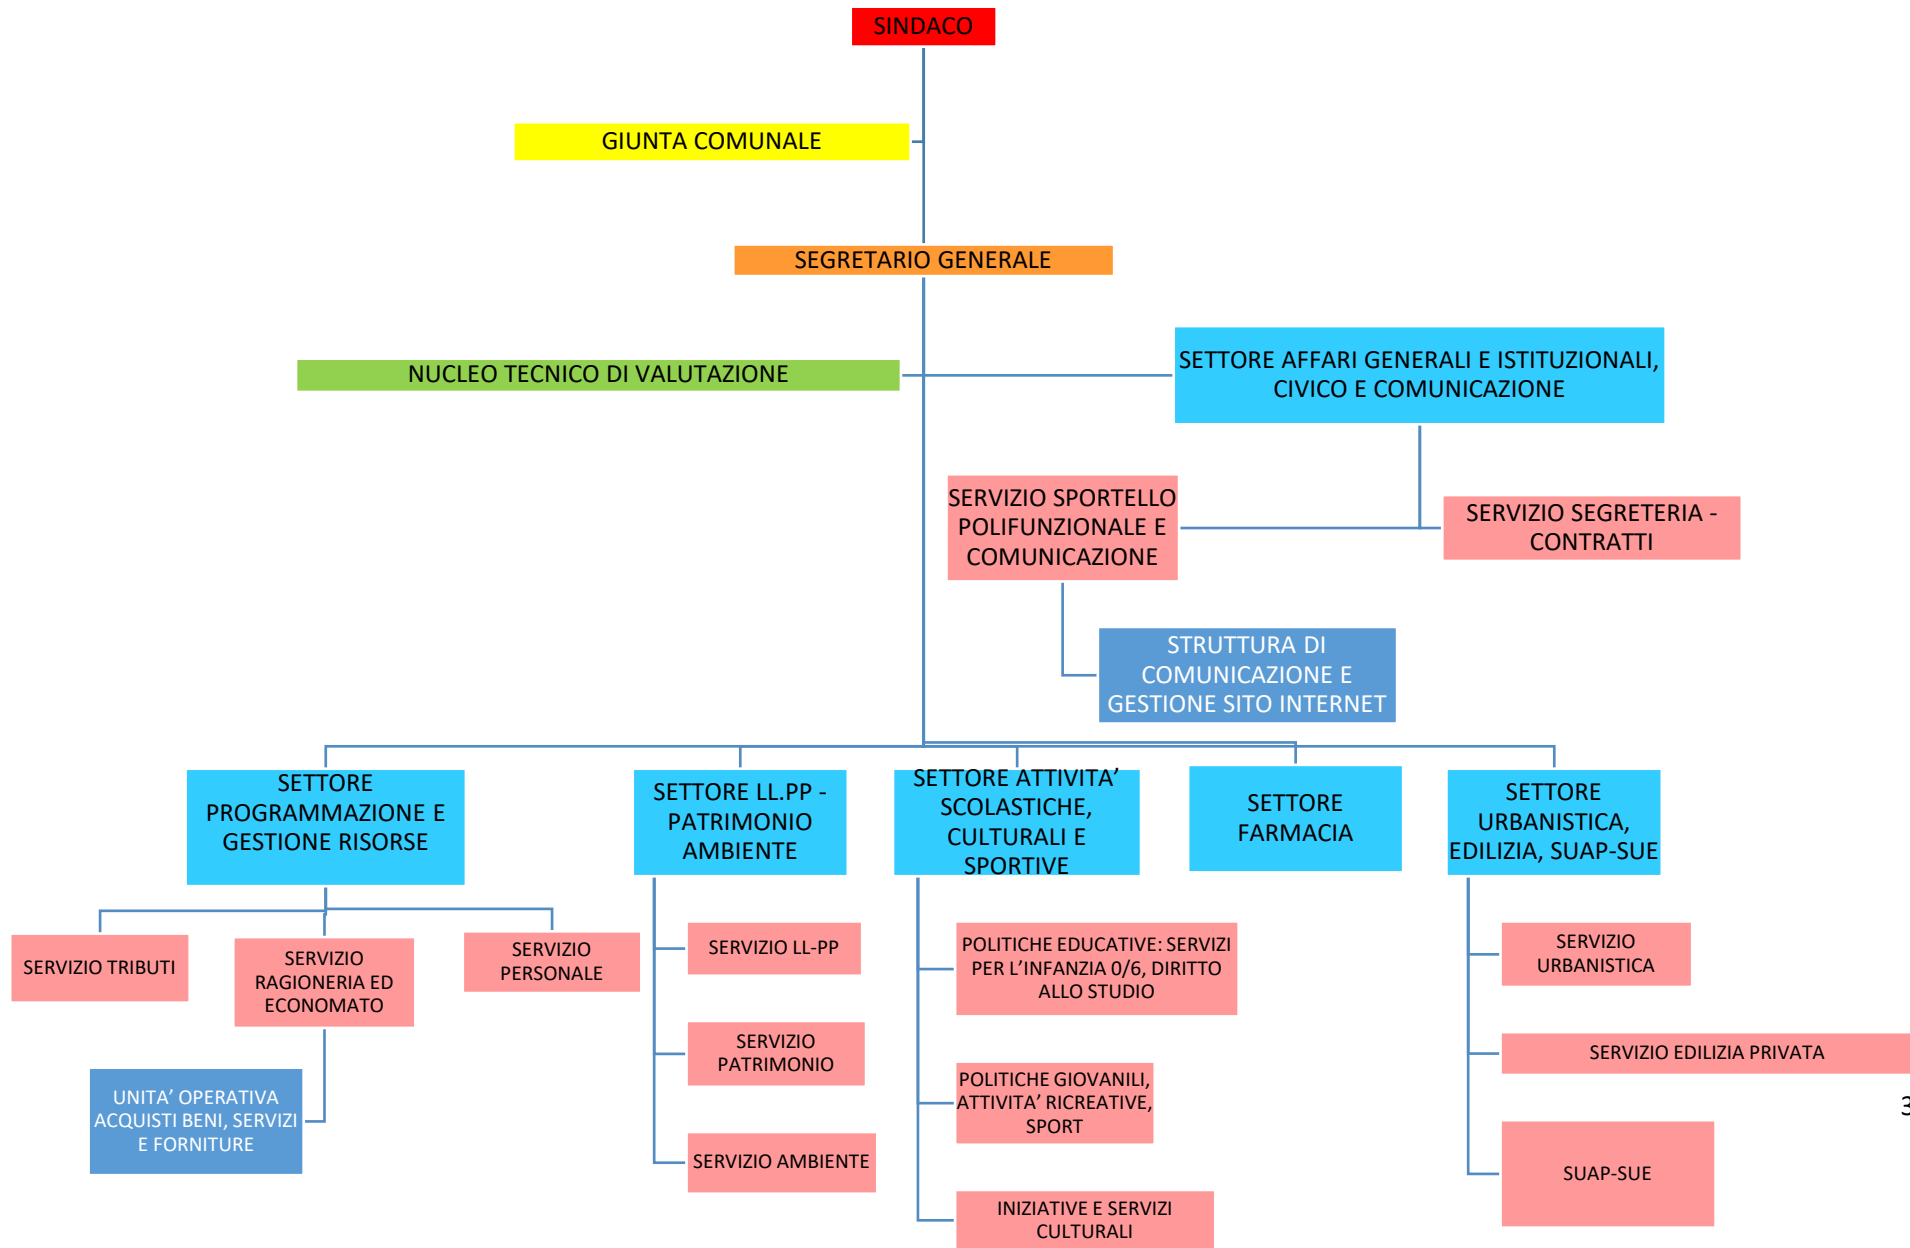 SINDACO
GIUNTA COMUNALE
SEGRETARIO GENERALE
NUCLEO TECNICO DI VALUTAZIONE
SETTORE AFFARI GENERALI E ISTITUZIONALI,
CIVICO E COMUNICAZIONE
SERVIZIO SPORTELLO
POLIFUNZIONALE E
COMUNICAZIONE
SERVIZIO SEGRETERIA -
CONTRATTI
STRUTTURA DI
COMUNICAZIONE E
GESTIONE SITO INTERNET
SETTORE
PROGRAMMAZIONE E
GESTIONE RISORSE
SETTORE LL.PP -
PATRIMONIO
AMBIENTE
SETTORE ATTIVITA’
SCOLASTICHE,
CULTURALI E
SPORTIVE
SETTORE
FARMACIA
SETTORE
URBANISTICA,
EDILIZIA, SUAP-SUE
SERVIZIO TRIBUTI
SERVIZIO
RAGIONERIA ED
ECONOMATO
SERVIZIO
PERSONALE
UNITA’ OPERATIVA
ACQUISTI BENI, SERVIZI
E FORNITURE
SERVIZIO LL-PP
SERVIZIO
PATRIMONIO
SERVIZIO AMBIENTE
POLITICHE EDUCATIVE: SERVIZI
PER L’INFANZIA 0/6, DIRITTO
ALLO STUDIO
POLITICHE GIOVANILI,
ATTIVITA’ RICREATIVE,
SPORT
INIZIATIVE E SERVIZI
CULTURALI
SERVIZIO
URBANISTICA
SERVIZIO EDILIZIA PRIVATA
SUAP-SUE
3